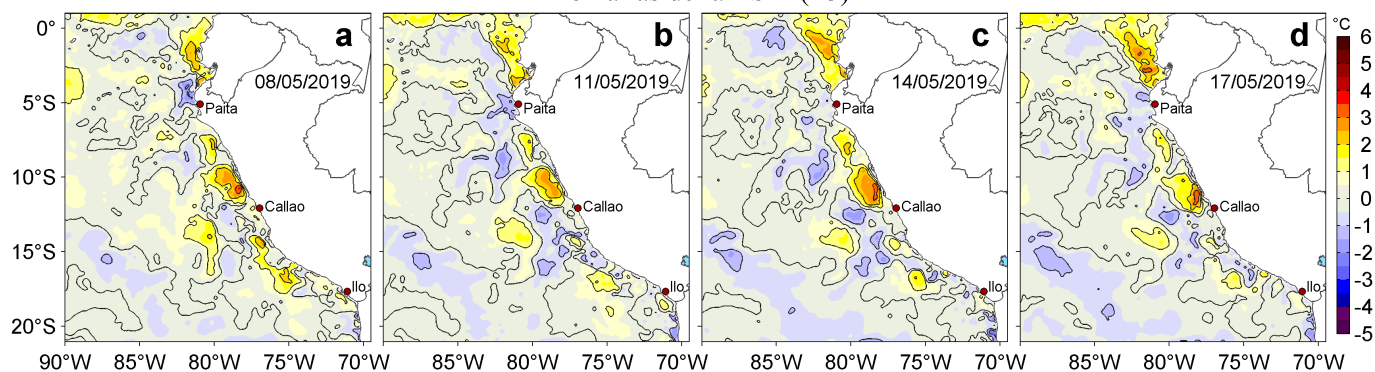 a
b
c
d
°C
08/05/2019
11/05/2019
14/05/2019
17/05/2019
0°
5°S
10°S
15°S
20°S
Paita
Callao
Ilo
Paita
Callao
Ilo
Paita
Callao
Ilo
Paita
Callao
Ilo
90°W 85°W 80°W 75°W 70°W
85°W 80°W 75°W 70°W
85°W 80°W 75°W 70°W
85°W 80°W 75°W 70°W
6
5
4
3
2
1
0
-1
-2
-3
-4
-5